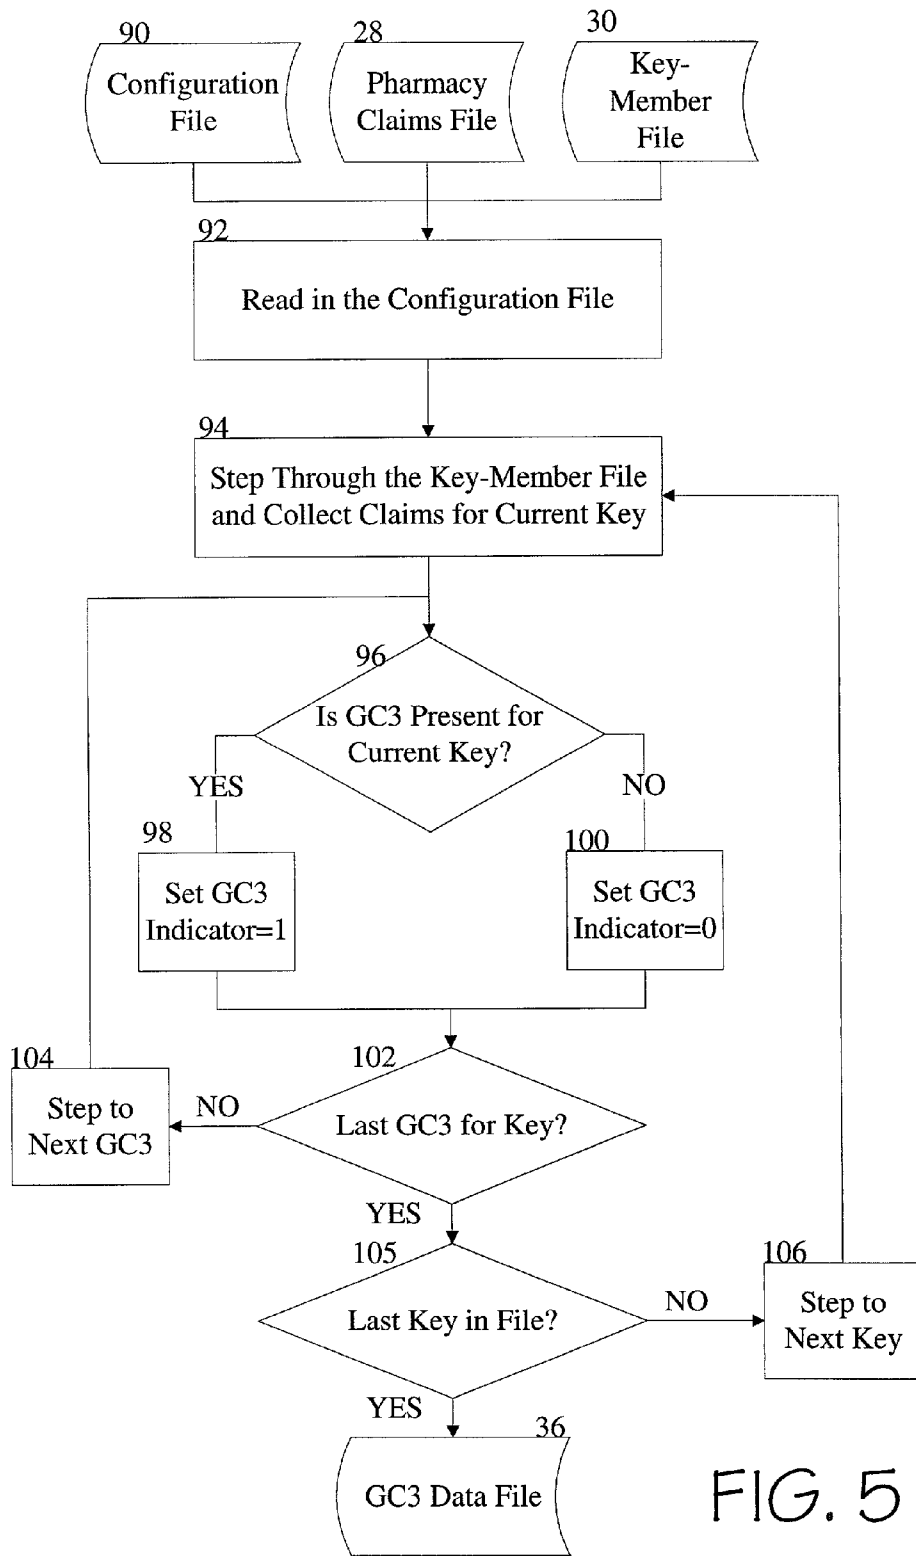 90
Configuration
File
28
Pharmacy
Claims File
30
Key-
Member
File
92
Read in the Configuration File
94
Step Through the Key-Member File
and Collect Claims for Current Key
96
Is GC3 Present for
Current Key?
YES
NO
98
Set GC3
Indicator=1
100
Set GC3
Indicator=0
102
Last GC3 for Key?
NO
104
Step to
Next GC3
YES
105
Last Key in File?
NO
106
Step to
Next Key
YES
36
GC3 Data File
FIG. 5